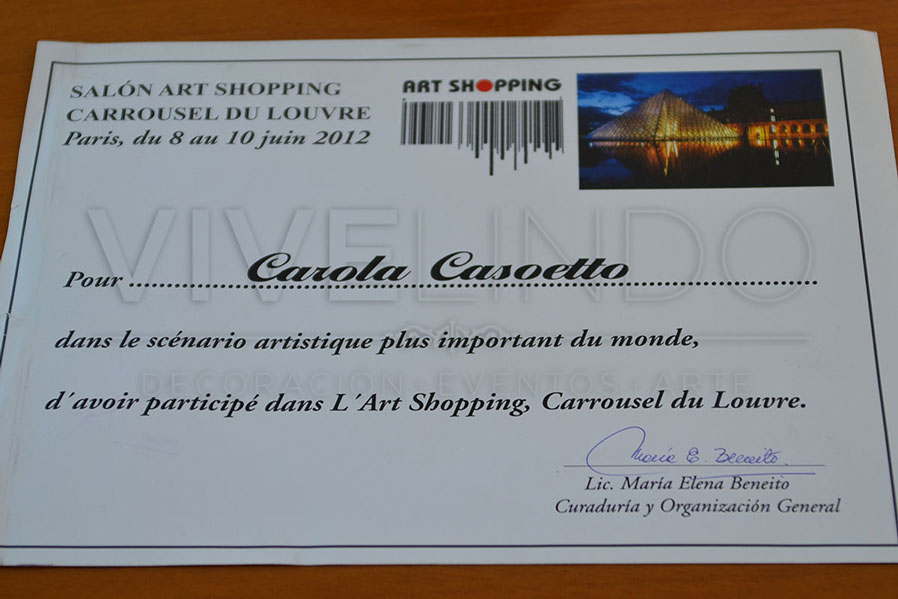 SALÓN ART SHOPPING
CARROUSEL DU LOUVRE
Paris, du 8 au 10 juin 2012
ART SHOPPING
VIVELINDO
Pour Carola Casoetto
dans le scénario artistique plus important du monde,
DECORACIÓN · EVENTOS · ARTE
d´avoir participé dans L´Art Shopping, Carrousel du Louvre.
María E. Beneito.
Lic. María Elena Beneito
Curaduría y Organización General